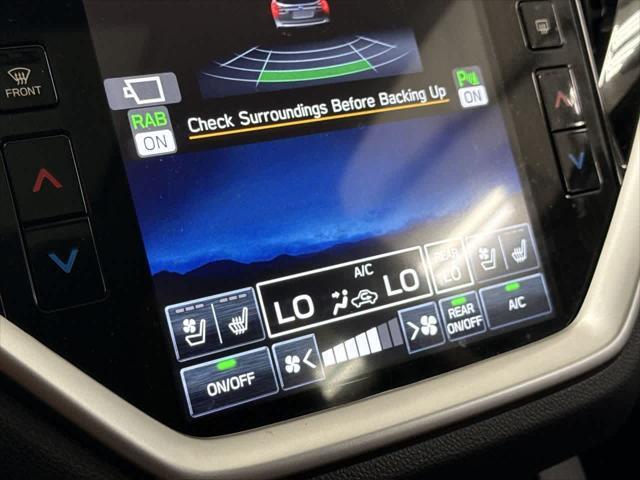 FRONT
RAB
ON
Check Surroundings Before Backing Up
P
ON
A/C
LO
LO
REAR
LO
ON/OFF
REAR
ON/OFF
A/C